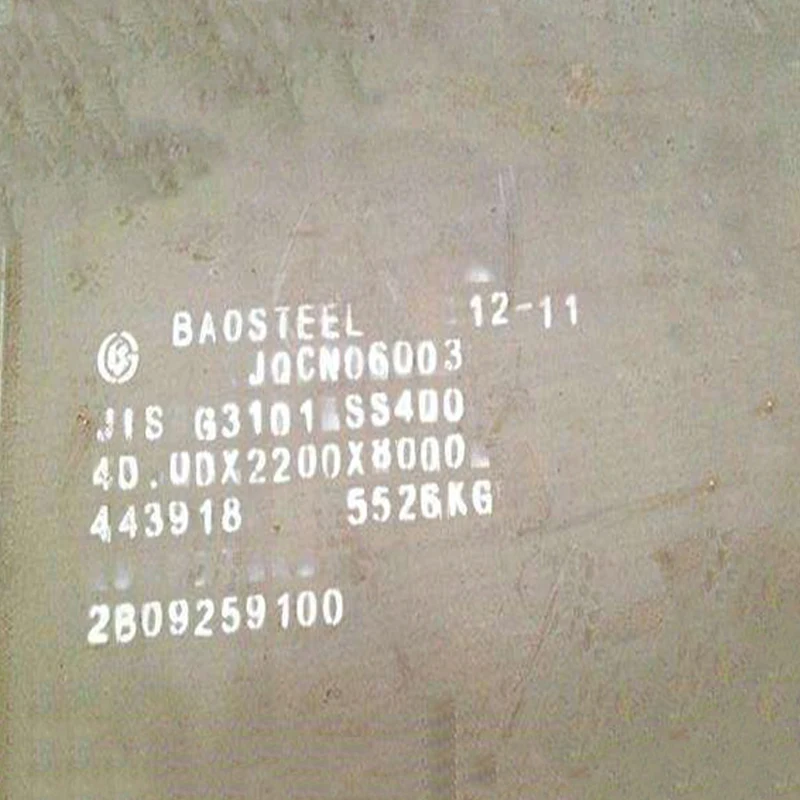 BAOSTEEL 12-11
JQCN06003
JIS G3101 SS400
40.00X2200X8000
443918 5526KG
2B09259100